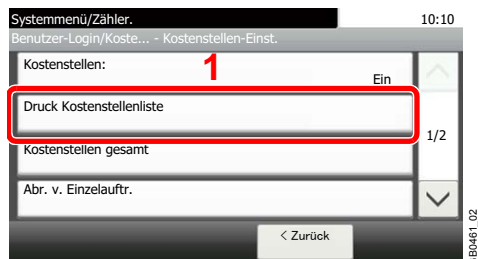 Systemmenü/Zähler. 10:10
Benutzer-Login/Koste... - Kostenstellen-Einst.
Kostenstellen: 1
Ein
Druck Kostenstellenliste
1/2
Kostenstellen gesamt
Abr. v. Einzelauftr.
< Zurück
B0461_02